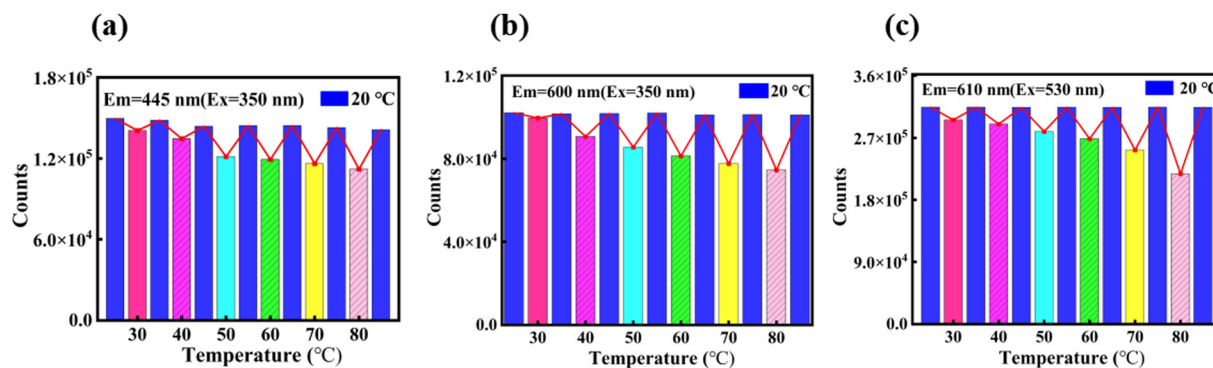 (a)
(b)
(c)
1.8×10⁵
1.2×10⁵
6.0×10⁴
0.0
Counts
Em=445 nm(Ex=350 nm)
20 ℃
30 40 50 60 70 80
Temperature (℃)
1.2×10⁵
8.0×10⁴
4.0×10⁴
0.0
Counts
Em=600 nm(Ex=350 nm)
20 ℃
30 40 50 60 70 80
Temperature (℃)
3.6×10⁵
2.7×10⁵
1.8×10⁵
9.0×10⁴
0.0
Counts
Em=610 nm(Ex=530 nm)
20 ℃
30 40 50 60 70 80
Temperature (℃)